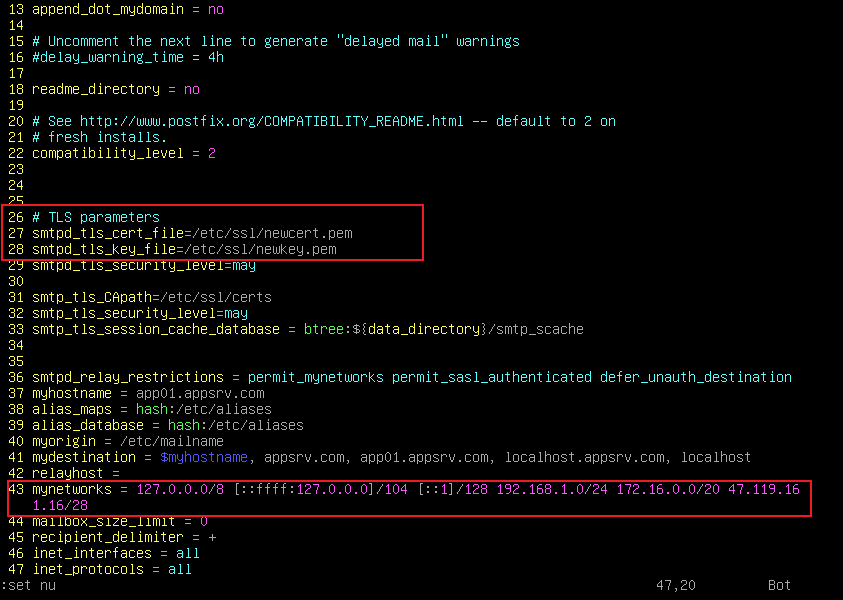 13 append_dot_mydomain = no
14
15 # Uncomment the next line to generate "delayed mail" warnings
16 #delay_warning_time = 4h
17
18 readme_directory = no
19
20 # See http://www.postfix.org/COMPATIBILITY_README.html -- default to 2 on
21 # fresh installs.
22 compatibility_level = 2
23
24
25
26 # TLS parameters
27 smtpd_tls_cert_file=/etc/ssl/newcert.pem
28 smtpd_tls_key_file=/etc/ssl/newkey.pem
29 smtpd_tls_security_level=may
30
31 smtp_tls_CApath=/etc/ssl/certs
32 smtp_tls_security_level=may
33 smtp_tls_session_cache_database = btree:${data_directory}/smtp_scache
34
35
36 smtpd_relay_restrictions = permit_mynetworks permit_sasl_authenticated defer_unauth_destination
37 myhostname = app01.appsrv.com
38 alias_maps = hash:/etc/aliases
39 alias_database = hash:/etc/aliases
40 myorigin = /etc/mailname
41 mydestination = $myhostname, appsrv.com, app01.appsrv.com, localhost.appsrv.com, localhost
42 relayhost =
43 mynetworks = 127.0.0.0/8 [::ffff:127.0.0.0]/104 [::1]/128 192.168.1.0/24 172.16.0.0/20 47.119.16
1.16/28
44 mailbox_size_limit = 0
45 recipient_delimiter = +
46 inet_interfaces = all
47 inet_protocols = all
:set nu 47,20 Bot